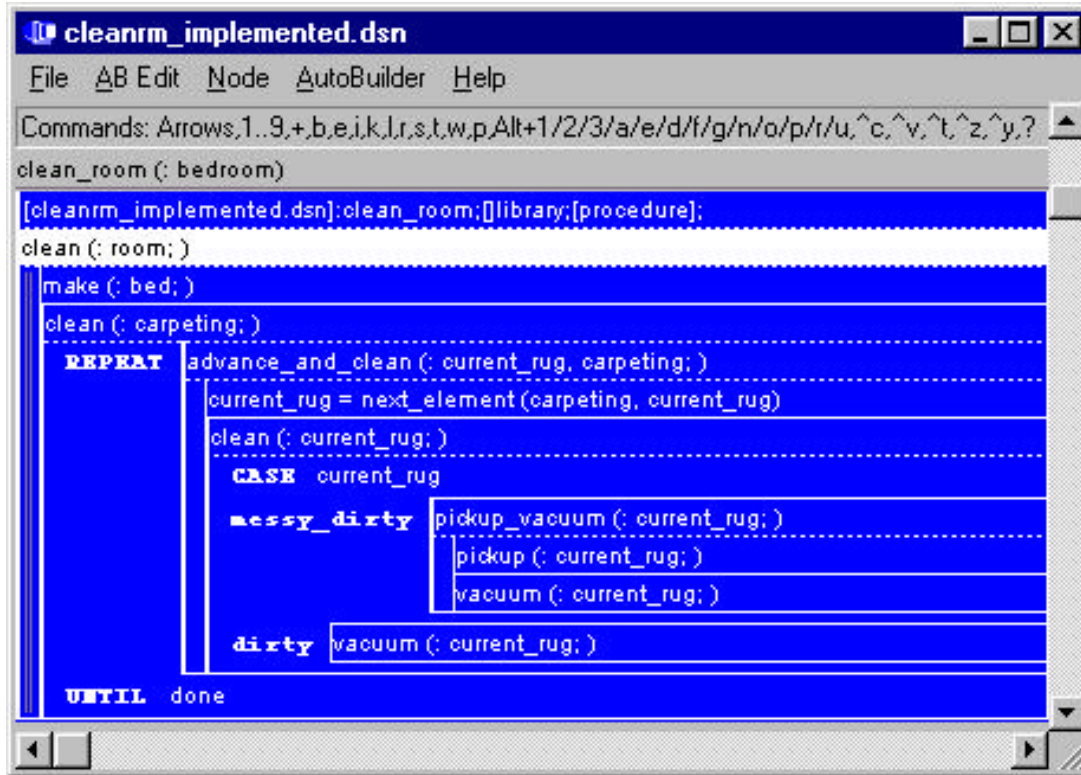 cleanrm_implemented.dsn
File AB Edit Node AutoBuilder Help
Commands: Arrows,1..9,+,b,e,i,k,l,r,s,t,w,p,Alt+1/2/3/a/e/d/f/g/n/o/p/r/u,^c,^v,^t,^z,^y,?
clean_room (: bedroom)
[cleanrm_implemented.dsn]:clean_room;[]library;[procedure];
clean (: room; )
make (: bed; )
clean (: carpeting; )
REPEAT advance_and_clean (: current_rug, carpeting; )
current_rug = next_element (carpeting, current_rug)
clean (: current_rug; )
CASE current_rug
messy_dirty pickup_vacuum (: current_rug; )
pickup (: current_rug; )
vacuum (: current_rug; )
dirty vacuum (: current_rug; )
UNTIL done